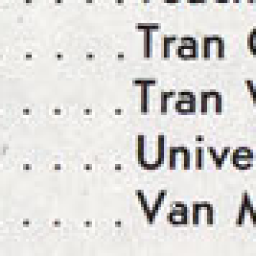 . . . . Tran
. . . . Tran
. . . . Unive
. . . . Van